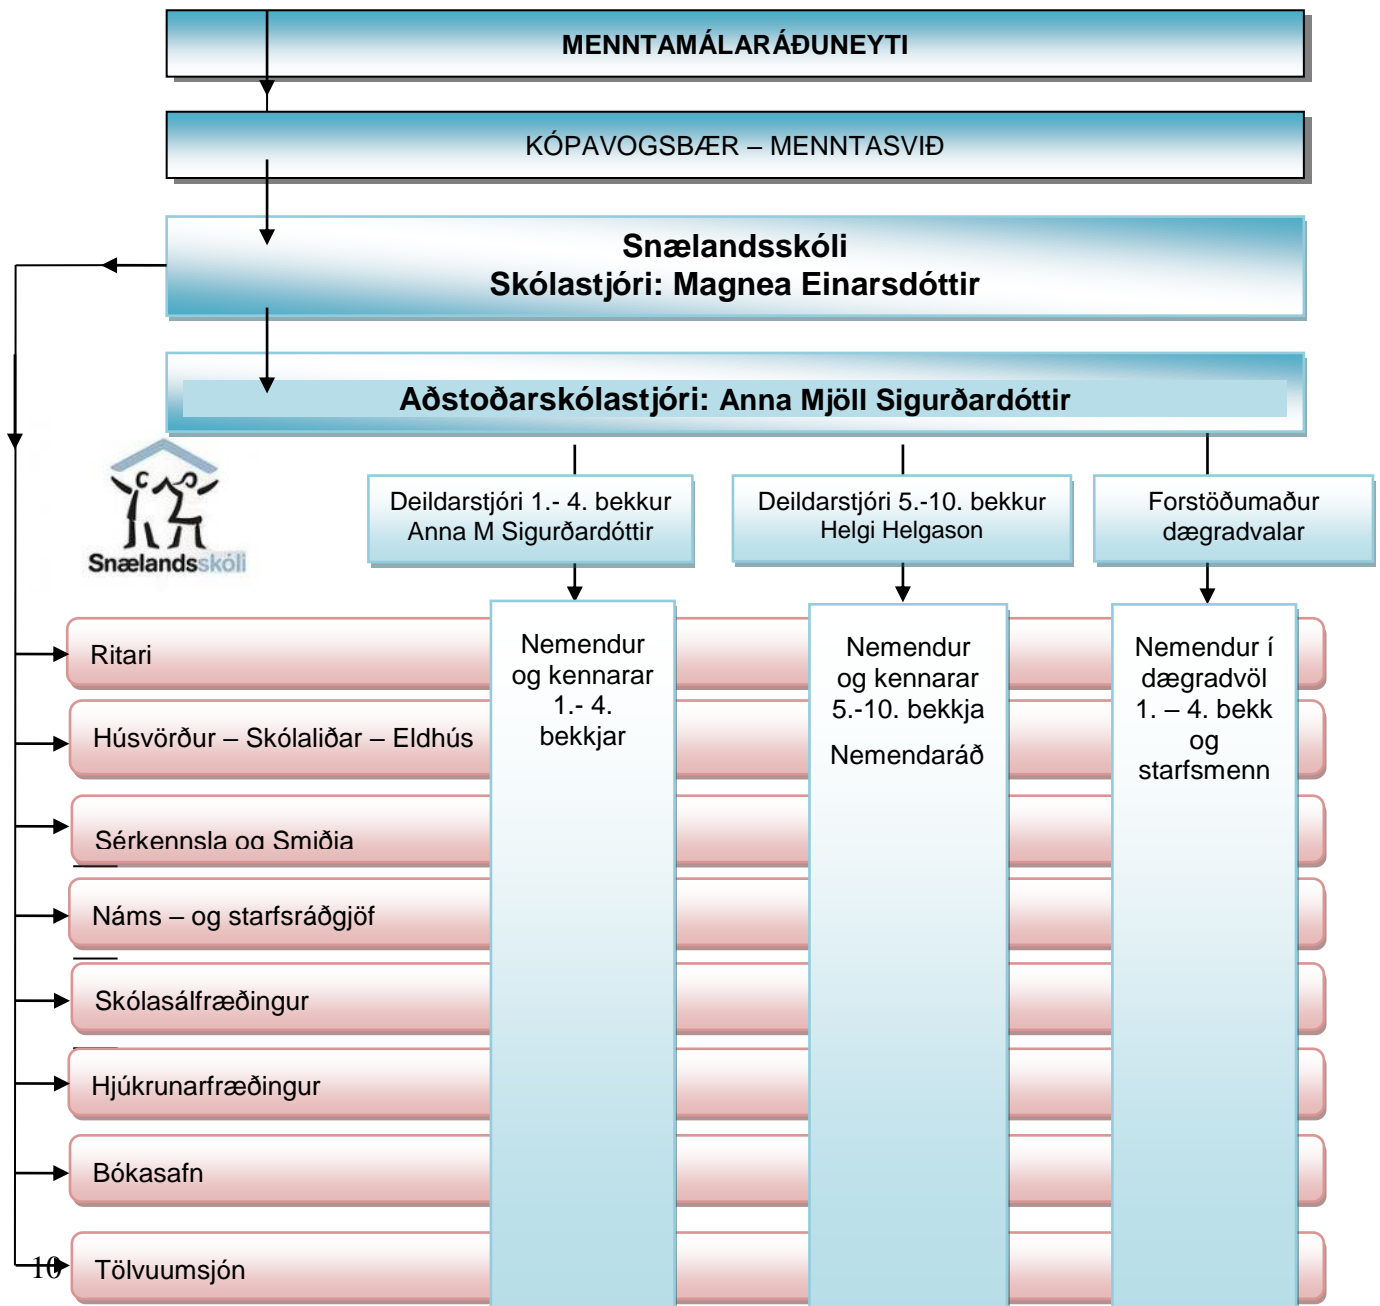 MENNTAMÁLARÁÐUNEYTI
KÓPAVOGSBÆR – MENNTASVIÐ
Snælandsskóli
Skólastjóri: Magnea Einarsdóttir
Aðstoðarskólastjóri: Anna Mjöll Sigurðardóttir
Snælandsskóli
Deildarstjóri 1.- 4. bekkur
Anna M Sigurðardóttir
Deildarstjóri 5.-10. bekkur
Helgi Helgason
Forstöðumaður
dægradvalar
Nemendur
og kennarar
1.- 4.
bekkjar
Nemendur
og kennarar
5.-10. bekkja
Nemendaráð
Nemendur í
dægradvöl
1. – 4. bekk
og
starfsmenn
Ritari
Húsvörður – Skólaliðar – Eldhús
Sérkennsla og Smiðja
Náms – og starfsráðgjöf
Skólasálfræðingur
Hjúkrunarfræðingur
Bókasafn
Tölvuumsjón
10